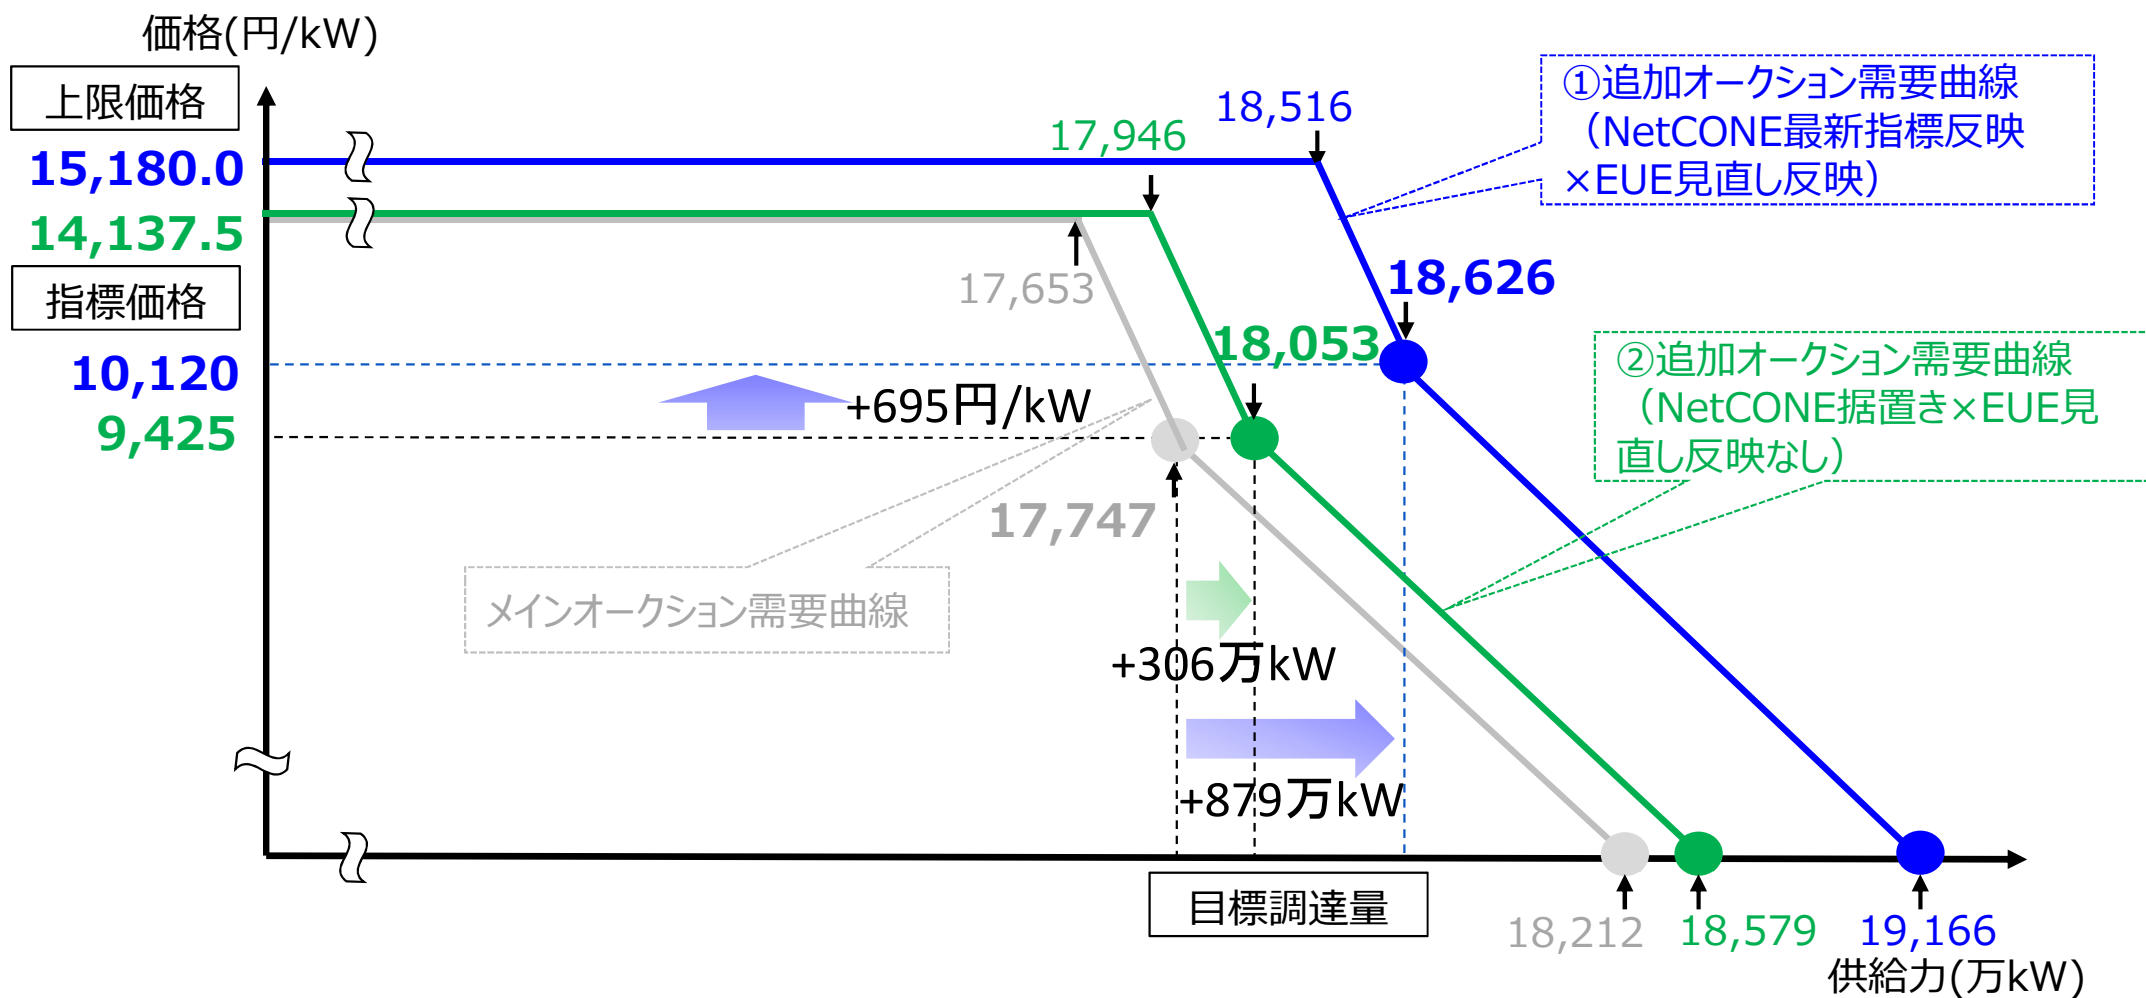 価格(円/kW)
上限価格
15,180.0
14,137.5
指標価格
10,120
9,425
17,946
18,516
17,653
18,626
18,053
①追加オークション需要曲線
（NetCONE最新指標反映
×EUE見直し反映）
②追加オークション需要曲線
（NetCONE据置き×EUE見
直し反映なし）
+695円/kW
17,747
メインオークション需要曲線
+306万kW
+879万kW
目標調達量
18,212
18,579
19,166
供給力(万kW)